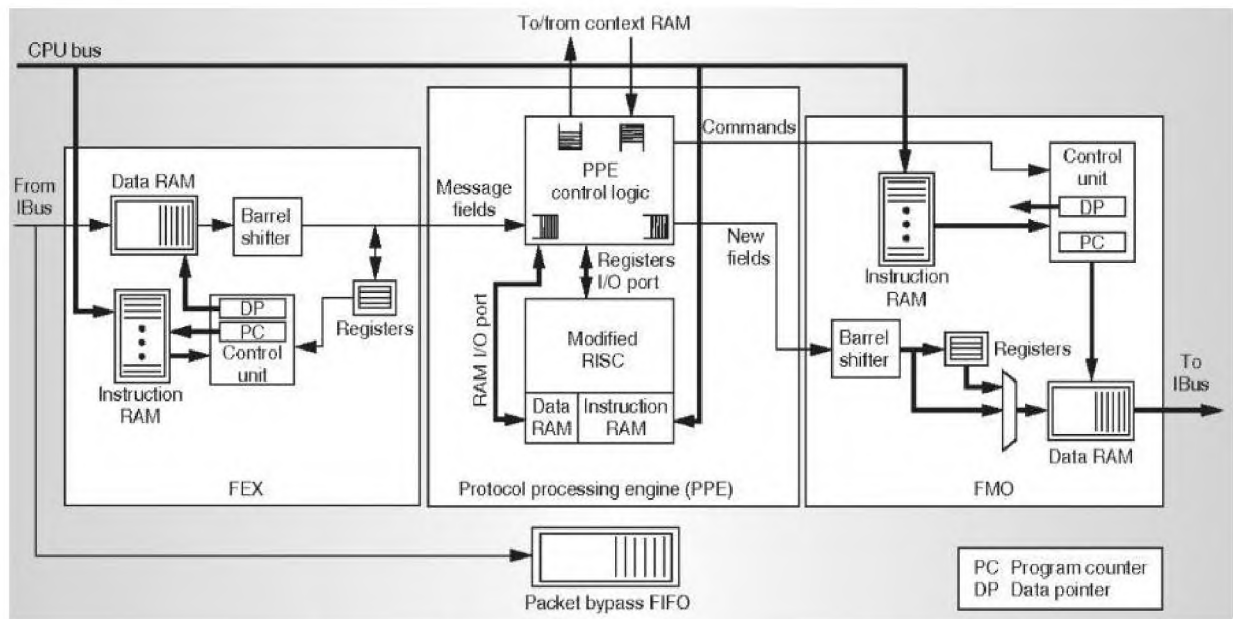 To/from context RAM
CPU bus
From
IBus
Data RAM
Barrel
shifter
DP
PC
Control
unit
Instruction
RAM
Registers
FEX
Message
fields
PPE
control logic
Registers
I/O port
RAM I/O port
Modified
RISC
Data
RAM
Instruction
RAM
Protocol processing engine (PPE)
Commands
New
fields
Control
unit
DP
PC
Instruction
RAM
Barrel
shifter
Registers
Data RAM
To
IBus
FMO
Packet bypass FIFO
PC Program counter
DP Data pointer